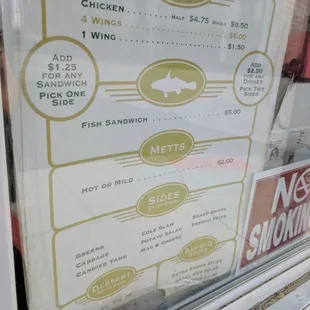 Chicken .......... Half $4.75 Whole $9.50
4 Wings .......... $6.00
1 Wing .......... $1.50
Add
$1.25
for any
Sandwich
Pick One
Side
Add
$2.50
for any
Dinner
Pick Two
Sides
Fish Sandwich .......... $5.00
Metts
Hot or Mild .......... $2.00
Sides
Greens
Cabbage
Candied Yams
Cole Slaw
Potato Salad
Mac & Cheese
Baked Beans
French Fries
Dessert
Bar-B-Q
No
Smoking